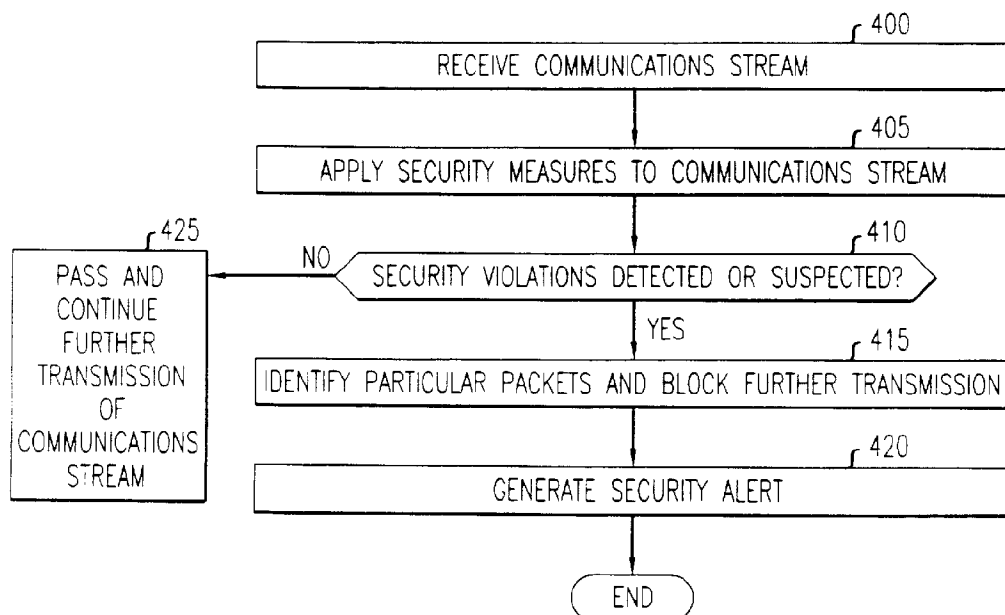 400
RECEIVE COMMUNICATIONS STREAM
405
APPLY SECURITY MEASURES TO COMMUNICATIONS STREAM
410
SECURITY VIOLATIONS DETECTED OR SUSPECTED?
NO
425
PASS AND
CONTINUE
FURTHER
TRANSMISSION
OF
COMMUNICATIONS
STREAM
YES
415
IDENTIFY PARTICULAR PACKETS AND BLOCK FURTHER TRANSMISSION
420
GENERATE SECURITY ALERT
END